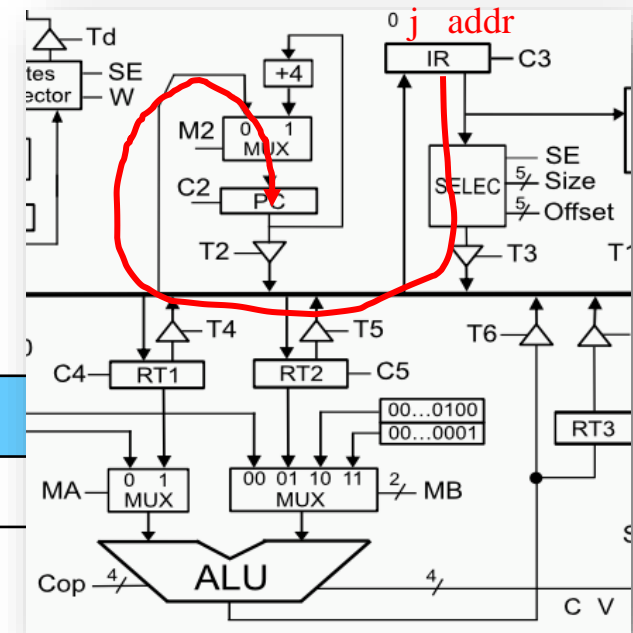 0 j addr
Td
tes
ector
SE
W
+4
IR
C3
M2
0 1
MUX
C2
PC
T2
SELEC
SE
5 Size
5 Offset
T3
T1
T4
T5
T6
C4
RT1
RT2
C5
00...0100
00...0001
RT3
MA
0 1
MUX
00 01 10 11
MUX
2
MB
Cop
4
ALU
4
C V